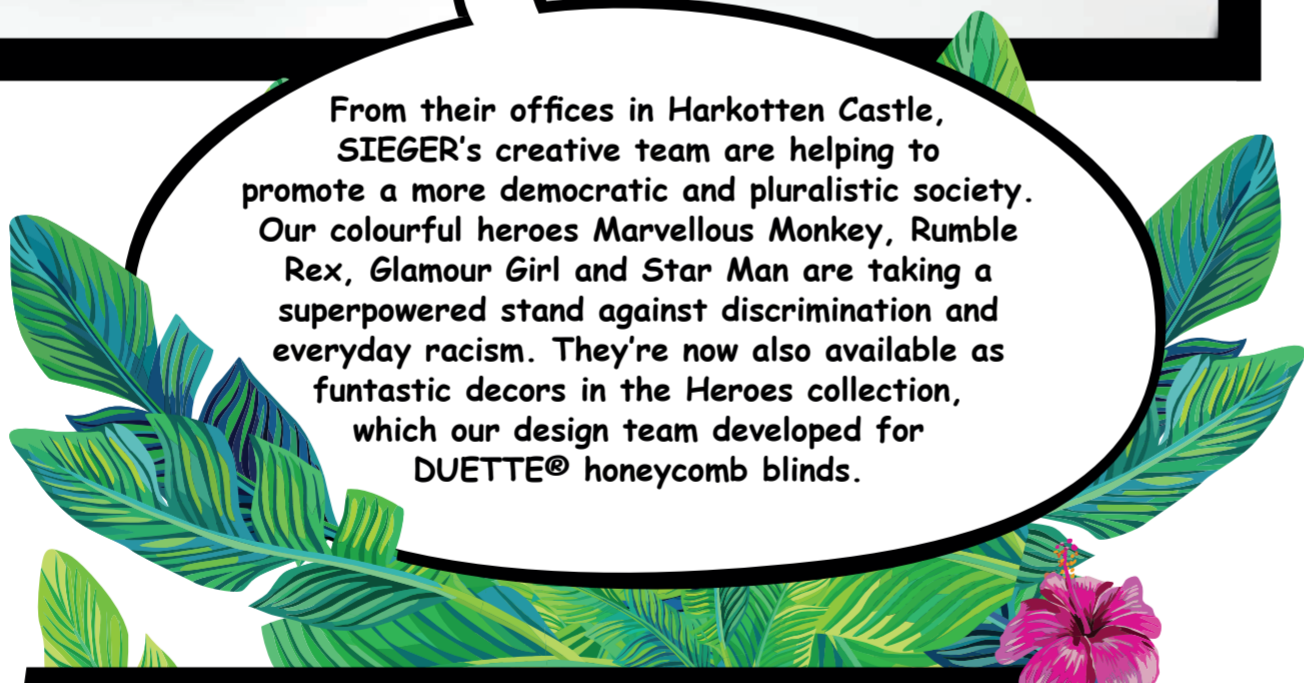 From their offices in Harkotten Castle,
SIEGER's creative team are helping to
promote a more democratic and pluralistic society.
Our colourful heroes Marvellous Monkey, Rumble
Rex, Glamour Girl and Star Man are taking a
superpowered stand against discrimination and
everyday racism. They're now also available as
funtastic decors in the Heroes collection,
which our design team developed for
DUETTE® honeycomb blinds.